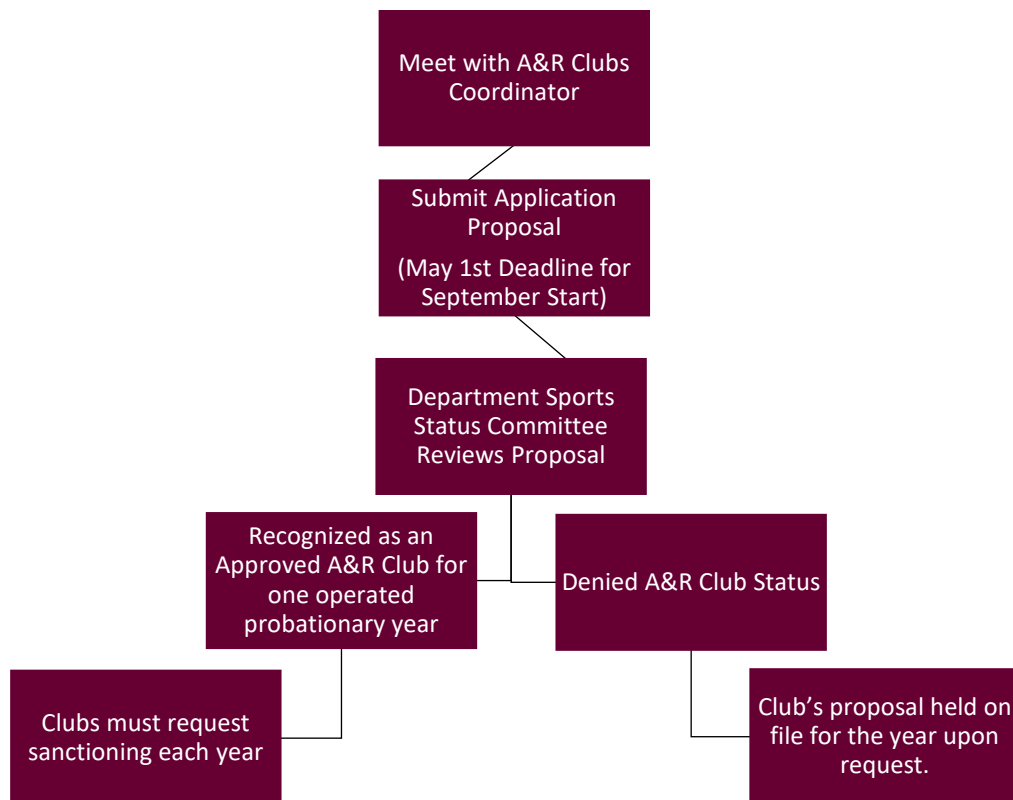 Meet with A&R Clubs
Coordinator
Submit Application
Proposal
(May 1st Deadline for
September Start)
Department Sports
Status Committee
Reviews Proposal
Recognized as an
Approved A&R Club for
one operated
probationary year
Denied A&R Club Status
Clubs must request
sanctioning each year
Club’s proposal held on
file for the year upon
request.